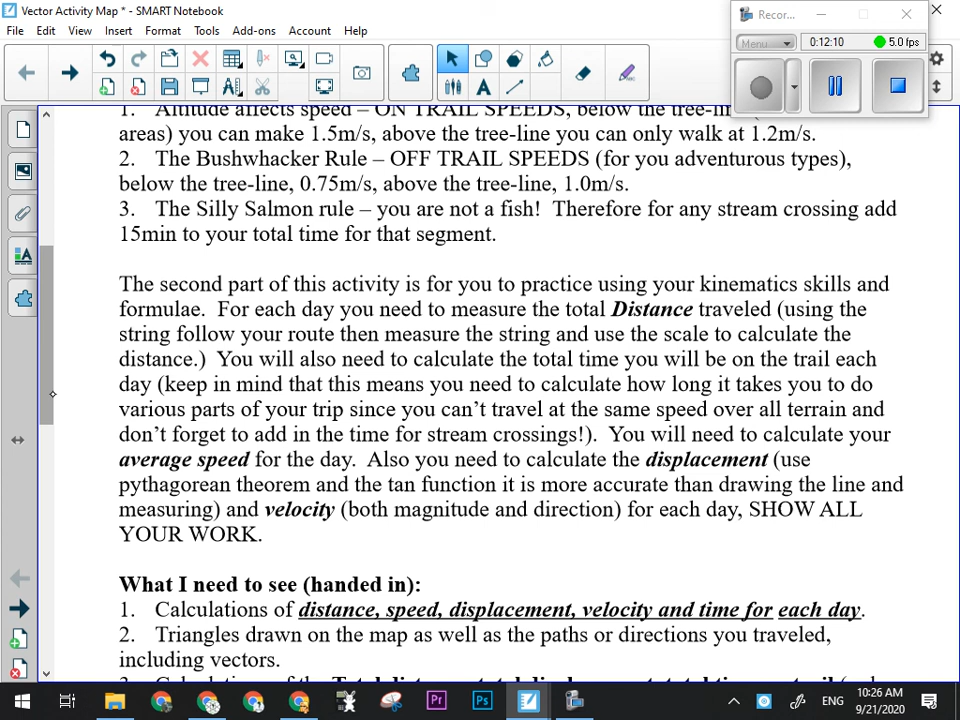 Vector Activity Map * - SMART Notebook
File Edit View Insert Format Tools Add-ons Account Help
Recor...
Menu
0:12:10
5.0 fps
1. Altitude affects speed – ON TRAIL SPEEDS, below the tree-line
areas) you can make 1.5m/s, above the tree-line you can only walk at 1.2m/s.
2. The Bushwhacker Rule – OFF TRAIL SPEEDS (for you adventurous types),
below the tree-line, 0.75m/s, above the tree-line, 1.0m/s.
3. The Silly Salmon rule – you are not a fish! Therefore for any stream crossing add
15min to your total time for that segment.
The second part of this activity is for you to practice using your kinematics skills and
formulae. For each day you need to measure the total Distance traveled (using the
string follow your route then measure the string and use the scale to calculate the
distance.) You will also need to calculate the total time you will be on the trail each
day (keep in mind that this means you need to calculate how long it takes you to do
various parts of your trip since you can't travel at the same speed over all terrain and
don't forget to add in the time for stream crossings!). You will need to calculate your
average speed for the day. Also you need to calculate the displacement (use
pythagorean theorem and the tan function it is more accurate than drawing the line and
measuring) and velocity (both magnitude and direction) for each day, SHOW ALL
YOUR WORK.
What I need to see (handed in):
1. Calculations of distance, speed, displacement, velocity and time for each day.
2. Triangles drawn on the map as well as the paths or directions you traveled,
including vectors.
ENG
10:26 AM
9/21/2020